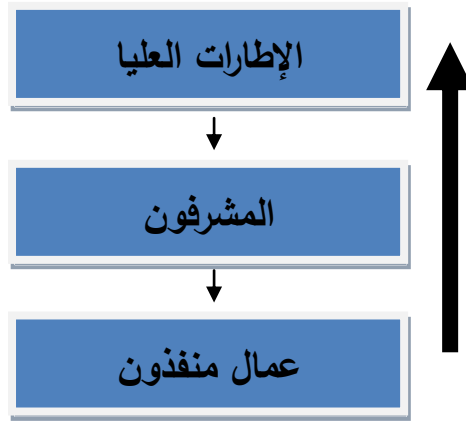 الإطارات العليا
المشرفون
عمال منفذون